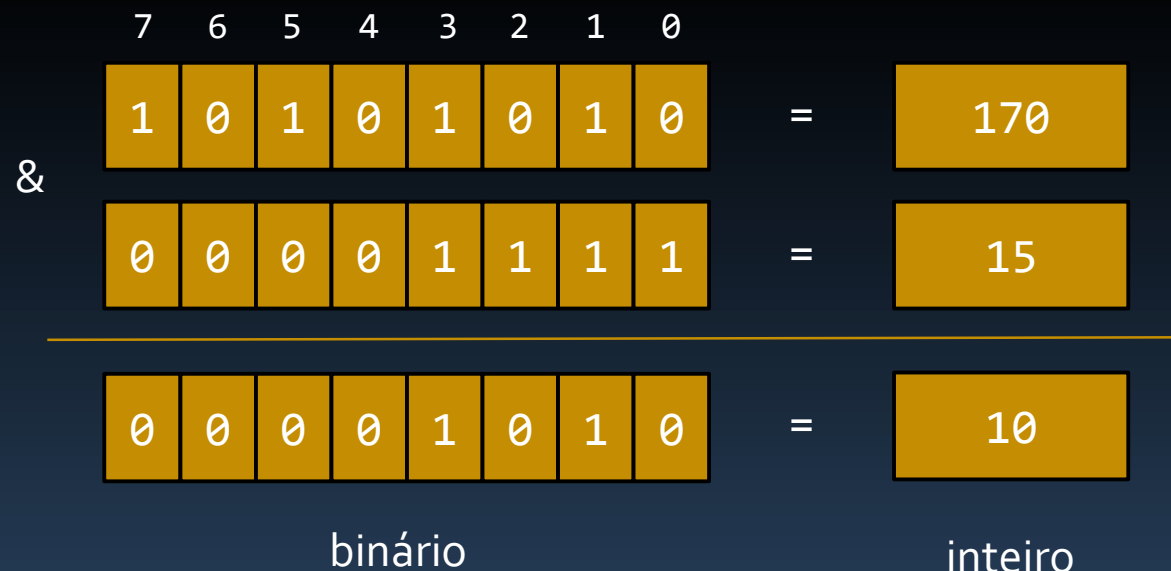 7 6 5 4 3 2 1 0
1 0 1 0 1 0 1 0 = 170
&
0 0 0 0 1 1 1 1 = 15
0 0 0 0 1 0 1 0 = 10
binário inteiro